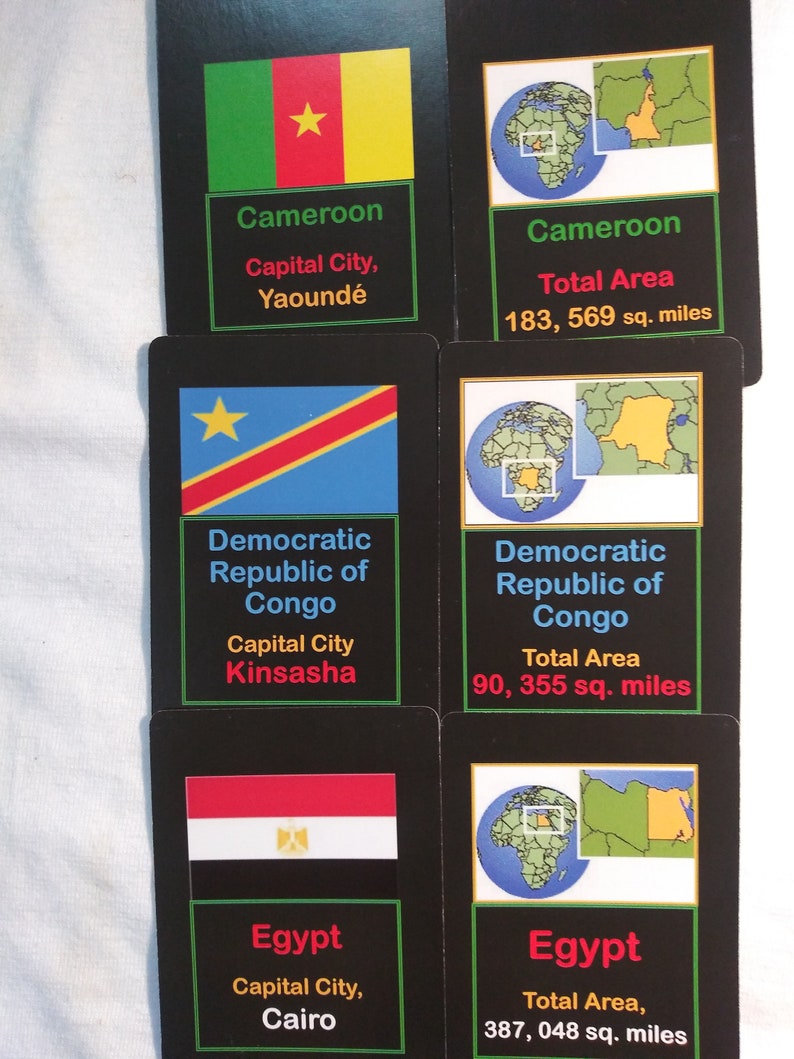 Cameroon
Capital City,
Yaoundé
Cameroon
Total Area
183, 569 sq. miles
Democratic
Republic of
Congo
Capital City
Kinsasha
Democratic
Republic of
Congo
Total Area
90, 355 sq. miles
Egypt
Capital City,
Cairo
Egypt
Total Area,
387, 048 sq. miles